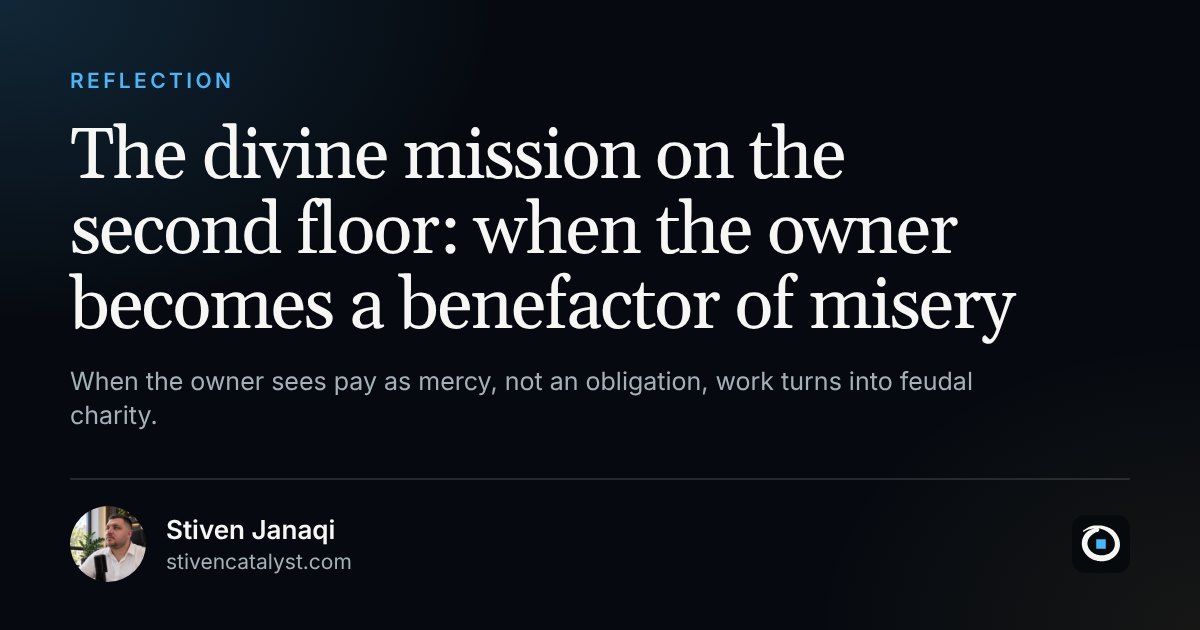 REFLECTION
The divine mission on the
second floor: when the owner
becomes a benefactor of misery
When the owner sees pay as mercy, not an obligation, work turns into feudal
charity.
Stiven Janaqi
stivencatalyst.com